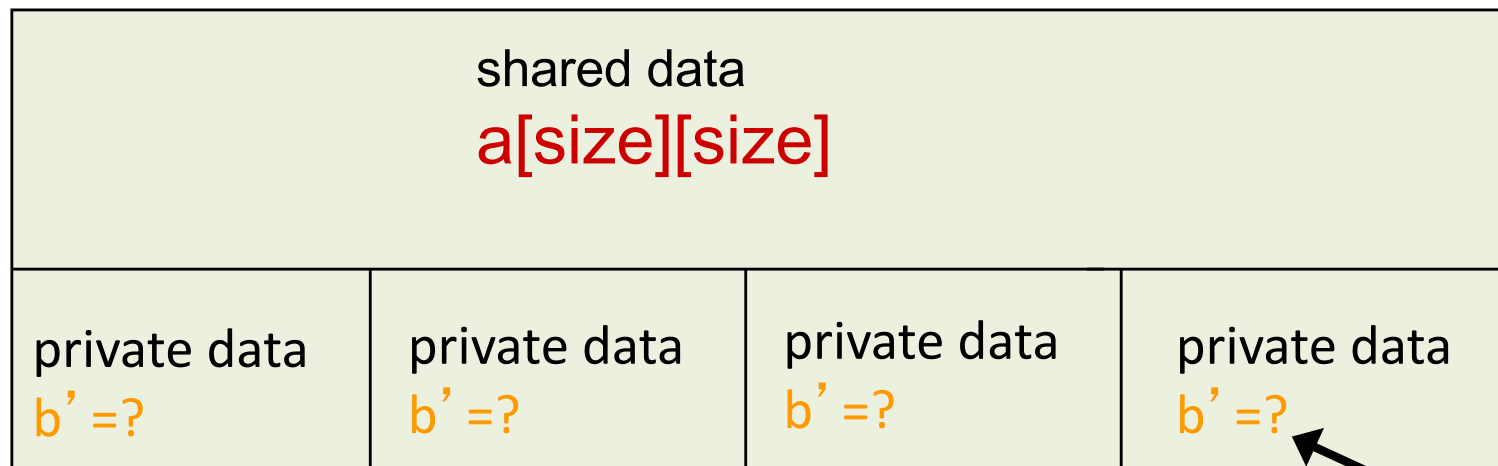 shared data
a[size][size]
private data
b’ =?
private data
b’ =?
private data
b’ =?
private data
b’ =?